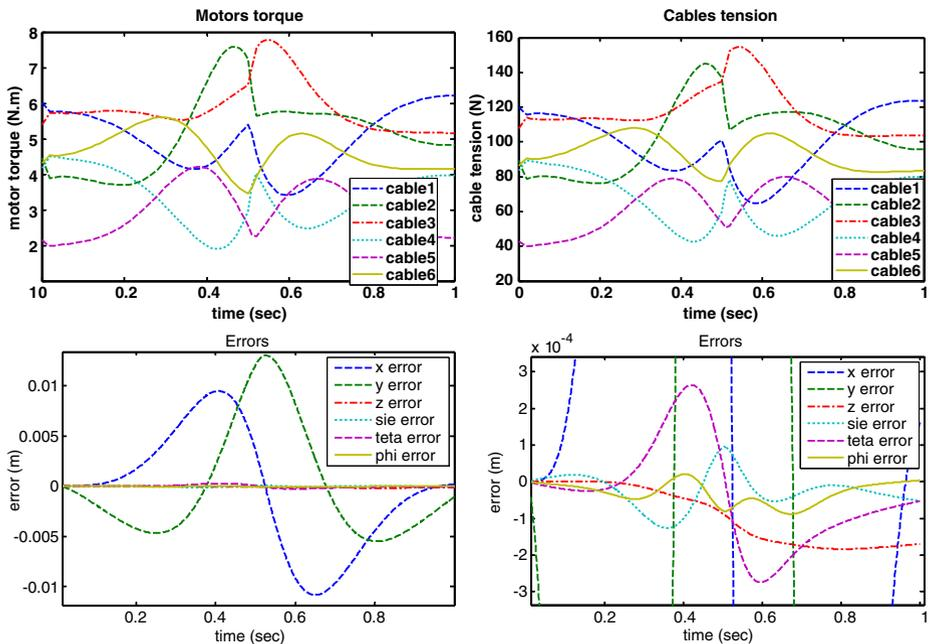 Motors torque
8
7
6
5
4
3
2
10
0.2
0.4
0.6
0.8
1
motor torque (N.m)
time (sec)
cable1
cable2
cable3
cable4
cable5
cable6
Cables tension
160
140
120
100
80
60
40
20
0
0.2
0.4
0.6
0.8
1
cable tension (N)
time (sec)
cable1
cable2
cable3
cable4
cable5
cable6
Errors
0.01
0.005
0
-0.005
-0.01
0.2
0.4
0.6
0.8
error (m)
time (sec)
x error
y error
z error
sie error
teta error
phi error
Errors
x 10-4
3
2
1
0
-1
-2
-3
0.2
0.4
0.6
0.8
1
error (m)
time (sec)
x error
y error
z error
sie error
teta error
phi error